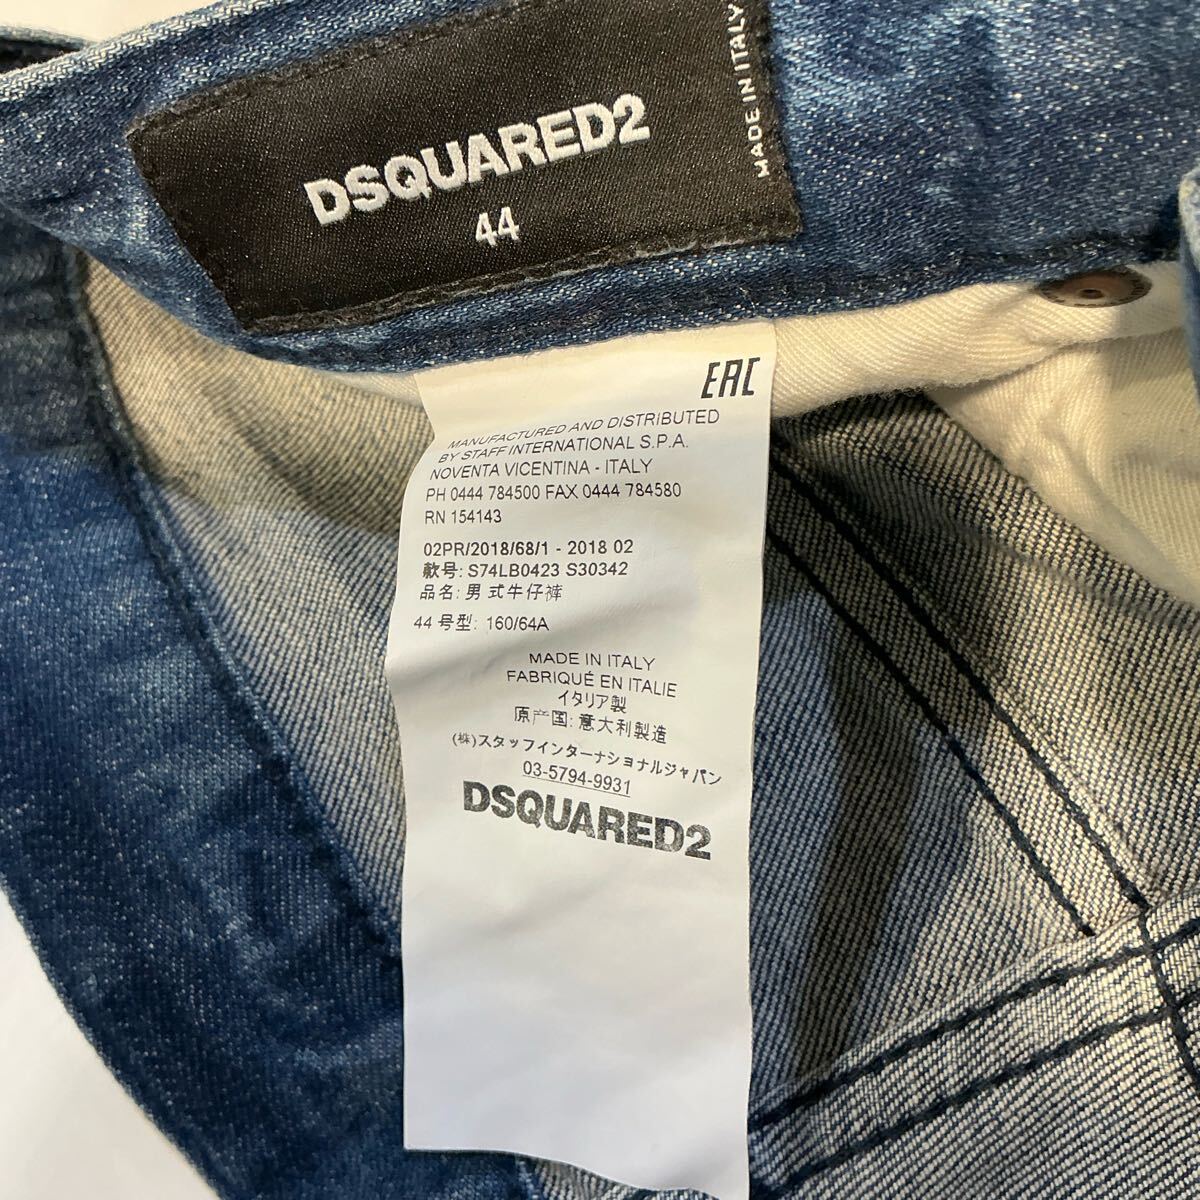 DSQUARED2
44
MADE IN ITALY
EAC
MANUFACTURED AND DISTRIBUTED
BY STAFF INTERNATIONAL S.P.A.
NOVENTA VICENTINA - ITALY
PH 0444 784500 FAX 0444 784580
RN 154143
02PR/2018/68/1 - 2018 02
款号: S74LB0423 S30342
品名: 男式牛仔裤
44 号型: 160/64A
MADE IN ITALY
FABRIQUÉ EN ITALIE
イタリア製
原产国: 意大利製造
(株)スタッフインターナショナルジャパン
03-5794-9931
DSQUARED2